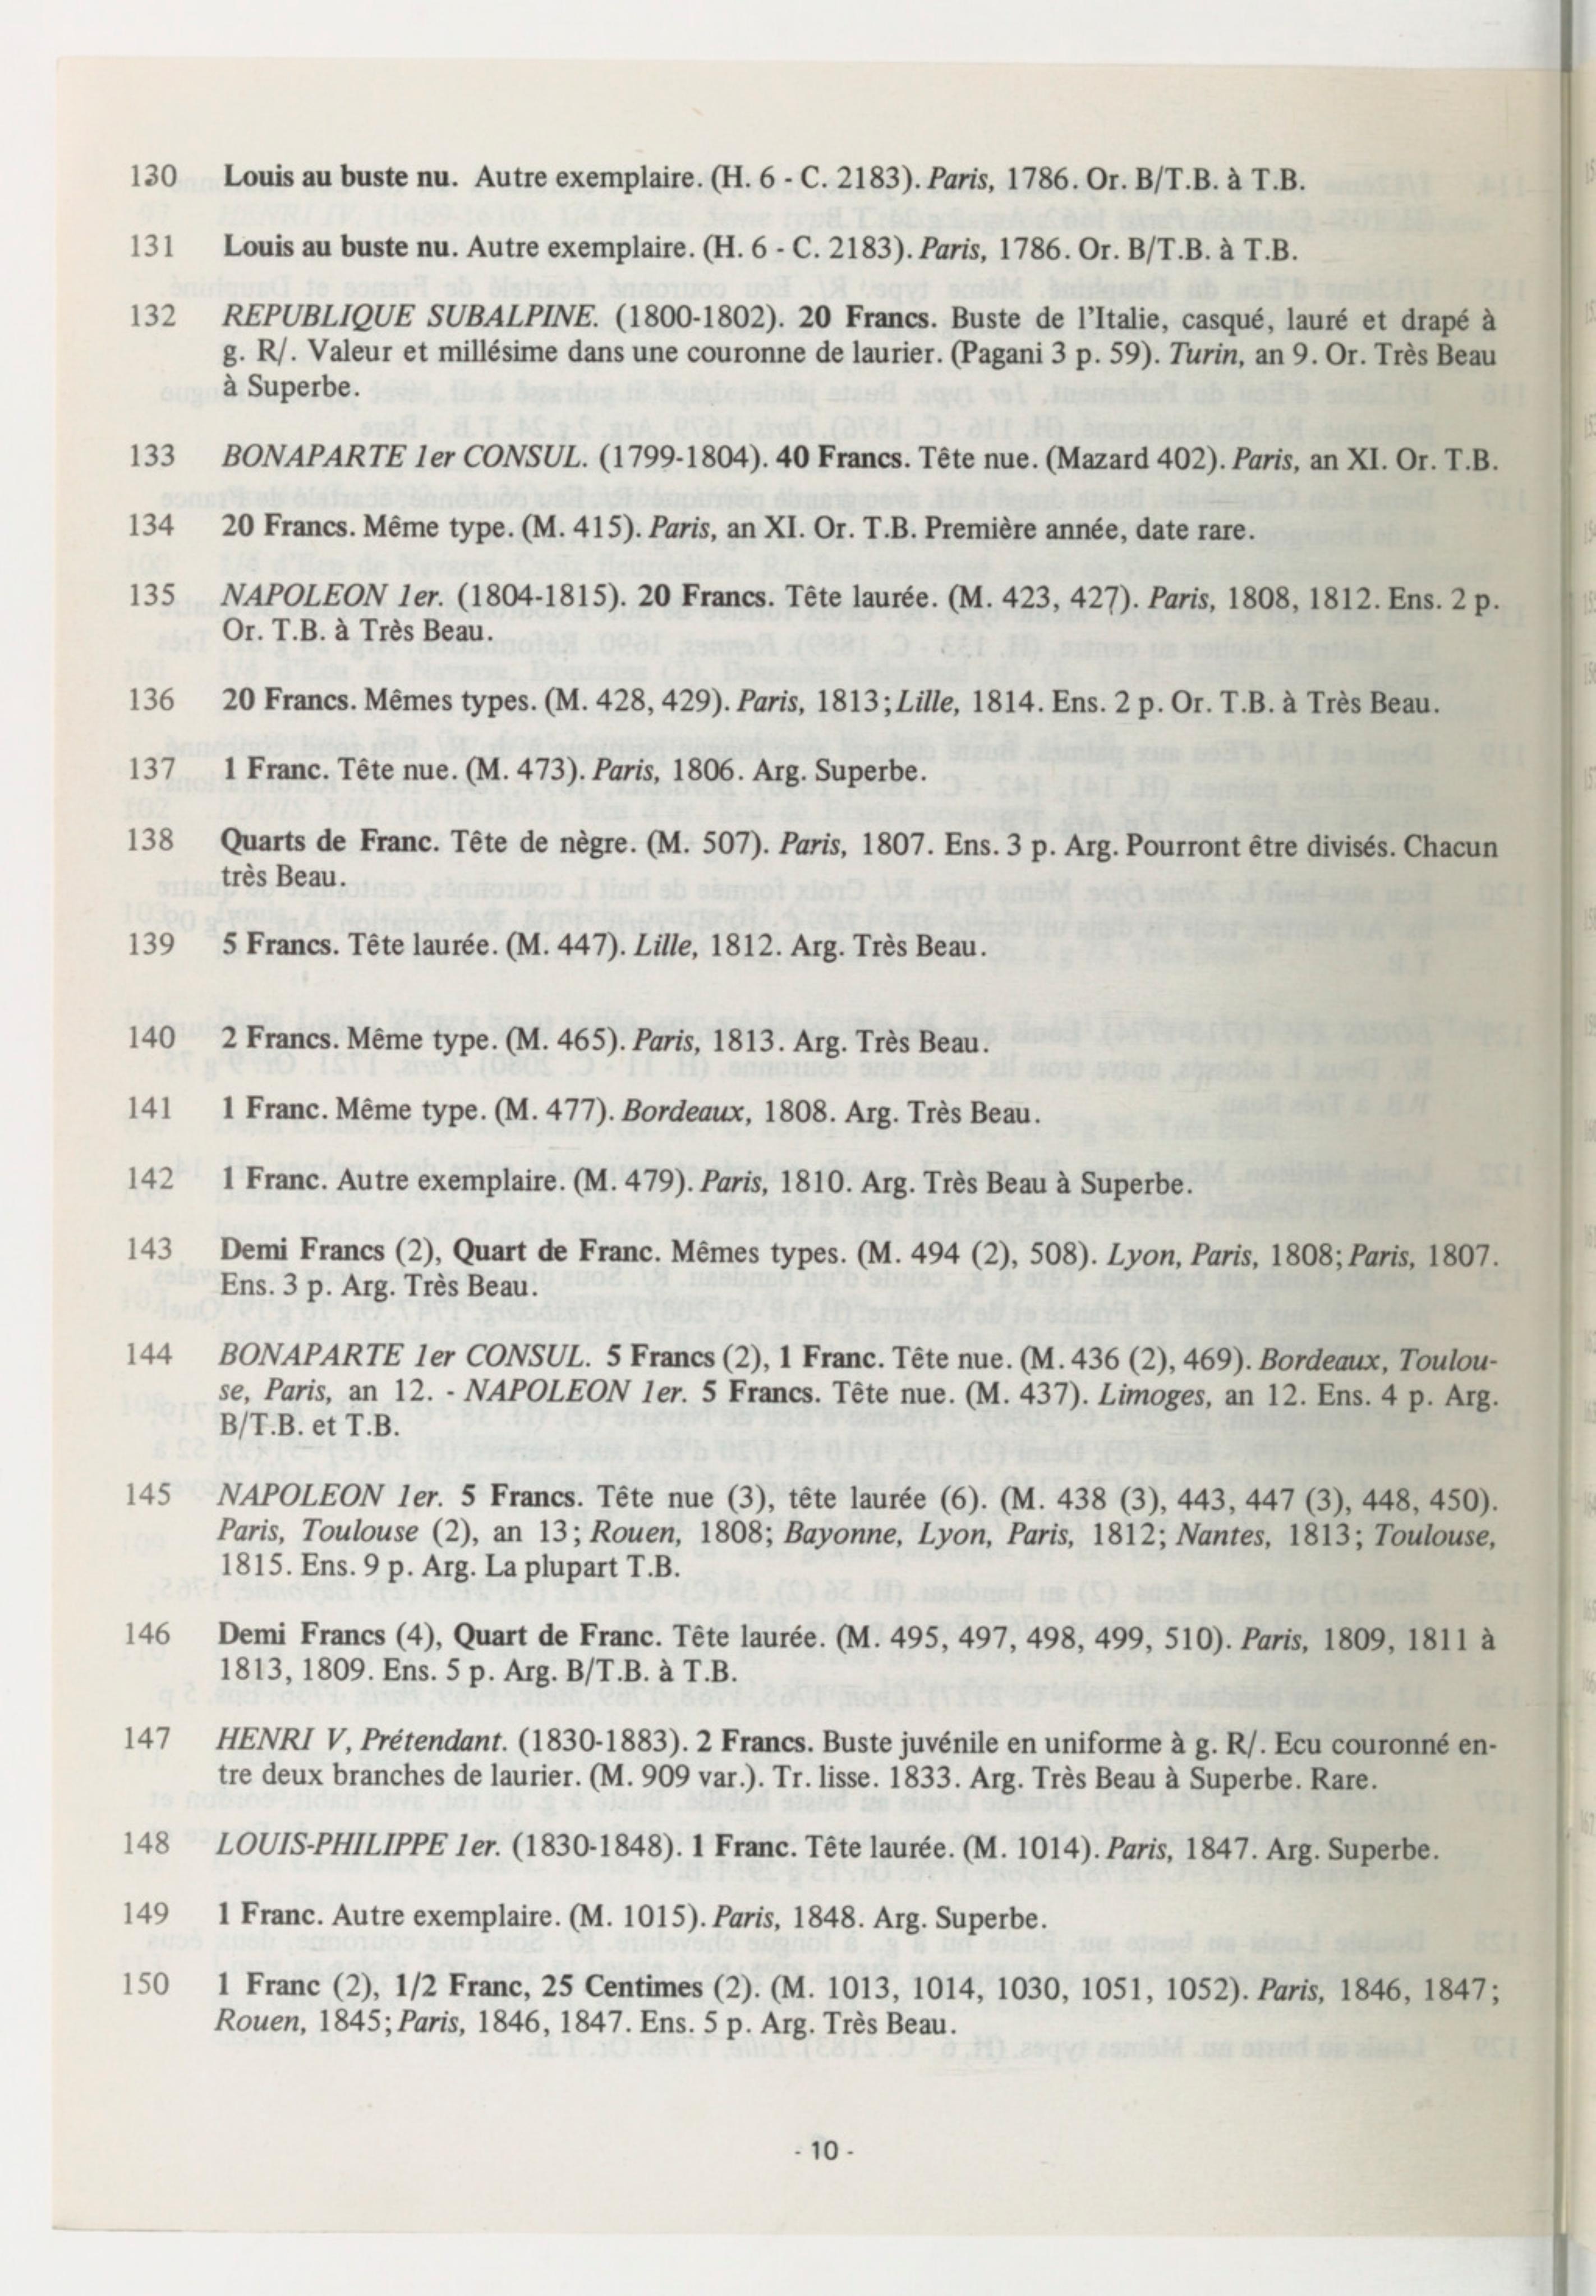 130 Louis au buste nu. Autre exemplaire. (H. 6 - C. 2183). Paris, 1786. Or. B/T.B. à T.B.
131 Louis au buste nu. Autre exemplaire. (H. 6 - C. 2183). Paris, 1786. Or. B/T.B. à T.B.
132 REPUBLIQUE SUBALPINE. (1800-1802). 20 Francs. Buste de l'Italie, casqué, lauré et drapé à
g. R/. Valeur et millésime dans une couronne de laurier. (Pagani 3 p. 59). Turin, an 9. Or. Très Beau
à Superbe.
133 BONAPARTE 1er CONSUL. (1799-1804). 40 Francs. Tête nue. (Mazard 402). Paris, an XI. Or. T.B.
134 20 Francs. Même type. (M. 415). Paris, an XI. Or. T.B. Première année, date rare.
135 NAPOLEON 1er. (1804-1815). 20 Francs. Tête laurée. (M. 423, 427). Paris, 1808, 1812. Ens. 2 p.
Or. T.B. à Très Beau.
136 20 Francs. Mêmes types. (M. 428, 429). Paris, 1813; Lille, 1814. Ens. 2 p. Or. T.B. à Très Beau.
137 1 Franc. Tête nue. (M. 473). Paris, 1806. Arg. Superbe.
138 Quarts de Franc. Tête de nègre. (M. 507). Paris, 1807. Ens. 3 p. Arg. Pourront être divisés. Chacun
très Beau.
139 5 Francs. Tête laurée. (M. 447). Lille, 1812. Arg. Très Beau.
140 2 Francs. Même type. (M. 465). Paris, 1813. Arg. Très Beau.
141 1 Franc. Même type. (M. 477). Bordeaux, 1808. Arg. Très Beau.
142 1 Franc. Autre exemplaire. (M. 479). Paris, 1810. Arg. Très Beau à Superbe.
143 Demi Francs (2), Quart de Franc. Mêmes types. (M. 494 (2), 508). Lyon, Paris, 1808; Paris, 1807.
Ens. 3 p. Arg. Très Beau.
144 BONAPARTE 1er CONSUL. 5 Francs (2), 1 Franc. Tête nue. (M. 436 (2), 469). Bordeaux, Toulou-
se, Paris, an 12. - NAPOLEON 1er. 5 Francs. Tête nue. (M. 437). Limoges, an 12. Ens. 4 p. Arg.
B/T.B. et T.B.
145 NAPOLEON 1er. 5 Francs. Tête nue (3), tête laurée (6). (M. 438 (3), 443, 447 (3), 448, 450).
Paris, Toulouse (2), an 13; Rouen, 1808; Bayonne, Lyon, Paris, 1812; Nantes, 1813; Toulouse,
1815. Ens. 9 p. Arg. La plupart T.B.
146 Demi Francs (4), Quart de Franc. Tête laurée. (M. 495, 497, 498, 499, 510). Paris, 1809, 1811 à
1813, 1809. Ens. 5 p. Arg. B/T.B. à T.B.
147 HENRI V, Prétendant. (1830-1883). 2 Francs. Buste juvénile en uniforme à g. R/. Ecu couronné en-
tre deux branches de laurier. (M. 909 var.). Tr. lisse. 1833. Arg. Très Beau à Superbe. Rare.
148 LOUIS-PHILIPPE 1er. (1830-1848). 1 Franc. Tête laurée. (M. 1014). Paris, 1847. Arg. Superbe.
149 1 Franc. Autre exemplaire. (M. 1015). Paris, 1848. Arg. Superbe.
150 1 Franc (2), 1/2 Franc, 25 Centimes (2). (M. 1013, 1014, 1030, 1051, 1052). Paris, 1846, 1847;
Rouen, 1845; Paris, 1846, 1847. Ens. 5 p. Arg. Très Beau.
- 10 -